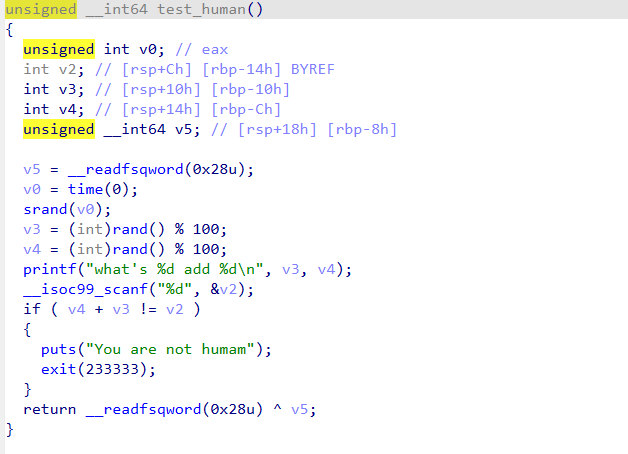 unsigned __int64 test_human()
{
  unsigned int v0; // eax
  int v2; // [rsp+Ch] [rbp-14h] BYREF
  int v3; // [rsp+10h] [rbp-10h]
  int v4; // [rsp+14h] [rbp-Ch]
  unsigned __int64 v5; // [rsp+18h] [rbp-8h]

  v5 = __readfsqword(0x28u);
  v0 = time(0);
  srand(v0);
  v3 = (int)rand() % 100;
  v4 = (int)rand() % 100;
  printf("what's %d add %d\n", v3, v4);
  __isoc99_scanf("%d", &v2);
  if ( v4 + v3 != v2 )
  {
    puts("You are not humam");
    exit(233333);
  }
  return __readfsqword(0x28u) ^ v5;
}